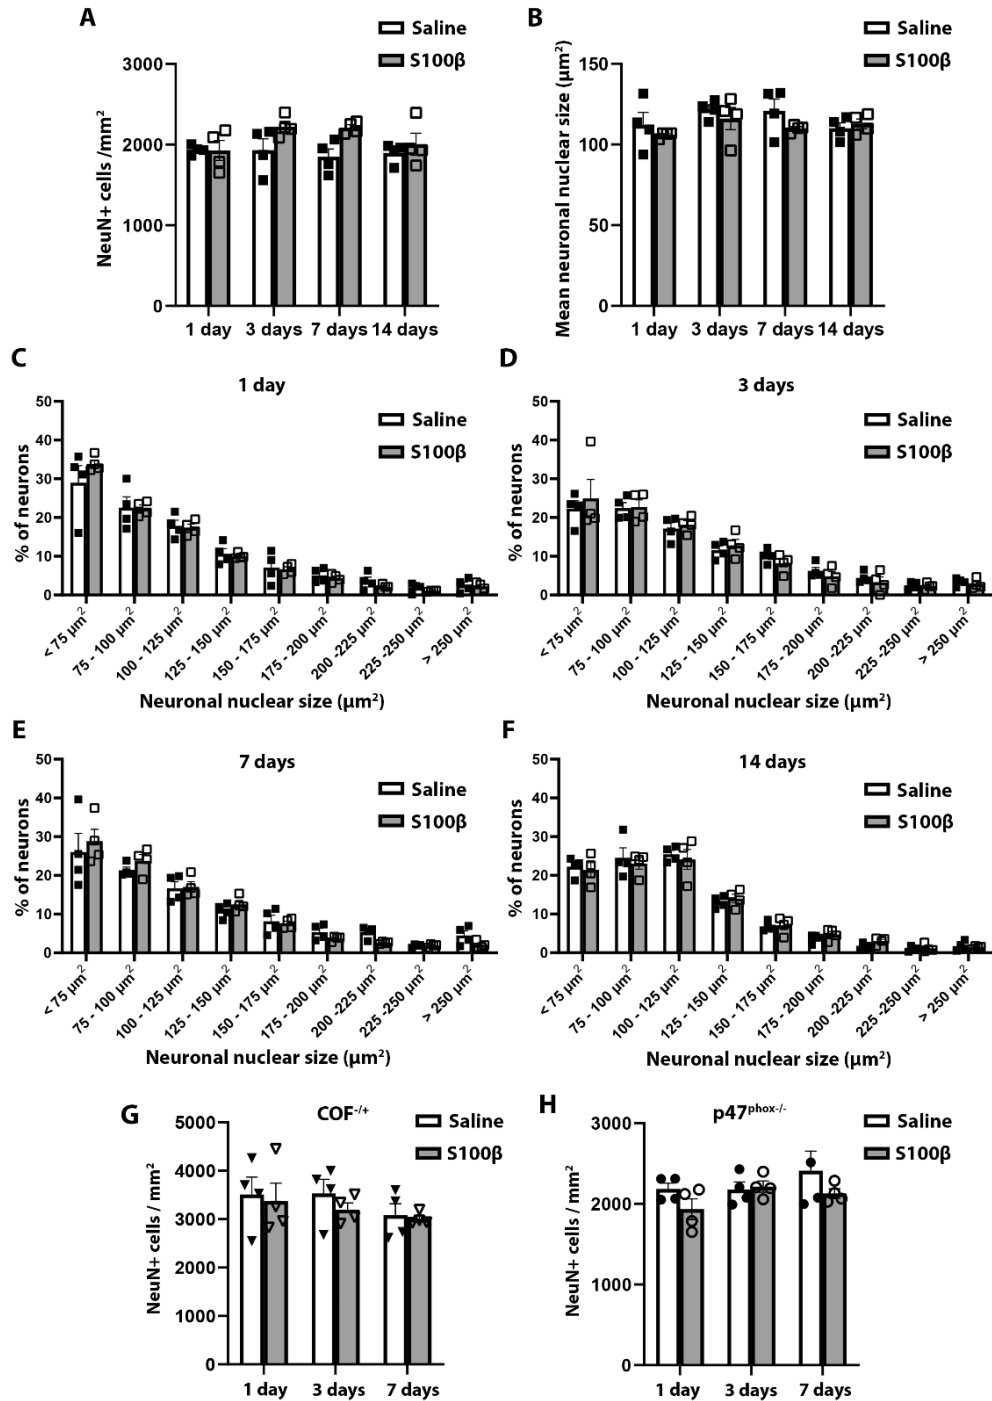 A
Saline
S100β
NeuN+ cells /mm²
3000
2000
1000
0
1 day 3 days 7 days 14 days
B
Saline
S100β
Mean neuronal nuclear size (µm²)
150
100
50
0
1 day 3 days 7 days 14 days
C
1 day
Saline
S100β
% of neurons
50
40
30
20
10
0
< 75 µm²
75 - 100 µm²
100 - 125 µm²
125 - 150 µm²
150 - 175 µm²
175 - 200 µm²
200 -225 µm²
225 -250 µm²
> 250 µm²
Neuronal nuclear size (µm²)
D
3 days
Saline
S100β
% of neurons
50
40
30
20
10
0
< 75 µm²
75 - 100 µm²
100 - 125 µm²
125 - 150 µm²
150 - 175 µm²
175 - 200 µm²
200 -225 µm²
225 -250 µm²
> 250 µm²
Neuronal nuclear size (µm²)
E
7 days
Saline
S100β
% of neurons
50
40
30
20
10
0
< 75 µm²
75 - 100 µm²
100 - 125 µm²
125 - 150 µm²
150 - 175 µm²
175 - 200 µm²
200 -225 µm²
225 -250 µm²
> 250 µm²
Neuronal nuclear size (µm²)
F
14 days
Saline
S100β
% of neurons
50
40
30
20
10
0
< 75 µm²
75 - 100 µm²
100 - 125 µm²
125 - 150 µm²
150 - 175 µm²
175 - 200 µm²
200 -225 µm²
225 -250 µm²
> 250 µm²
Neuronal nuclear size (µm²)
G
COF⁻/⁺
Saline
S100β
NeuN+ cells / mm²
5000
4000
3000
2000
1000
0
1 day 3 days 7 days
H
p47ᵖʰᵒˣ⁻/⁻
Saline
S100β
NeuN+ cells / mm²
3000
2000
1000
0
1 day 3 days 7 days